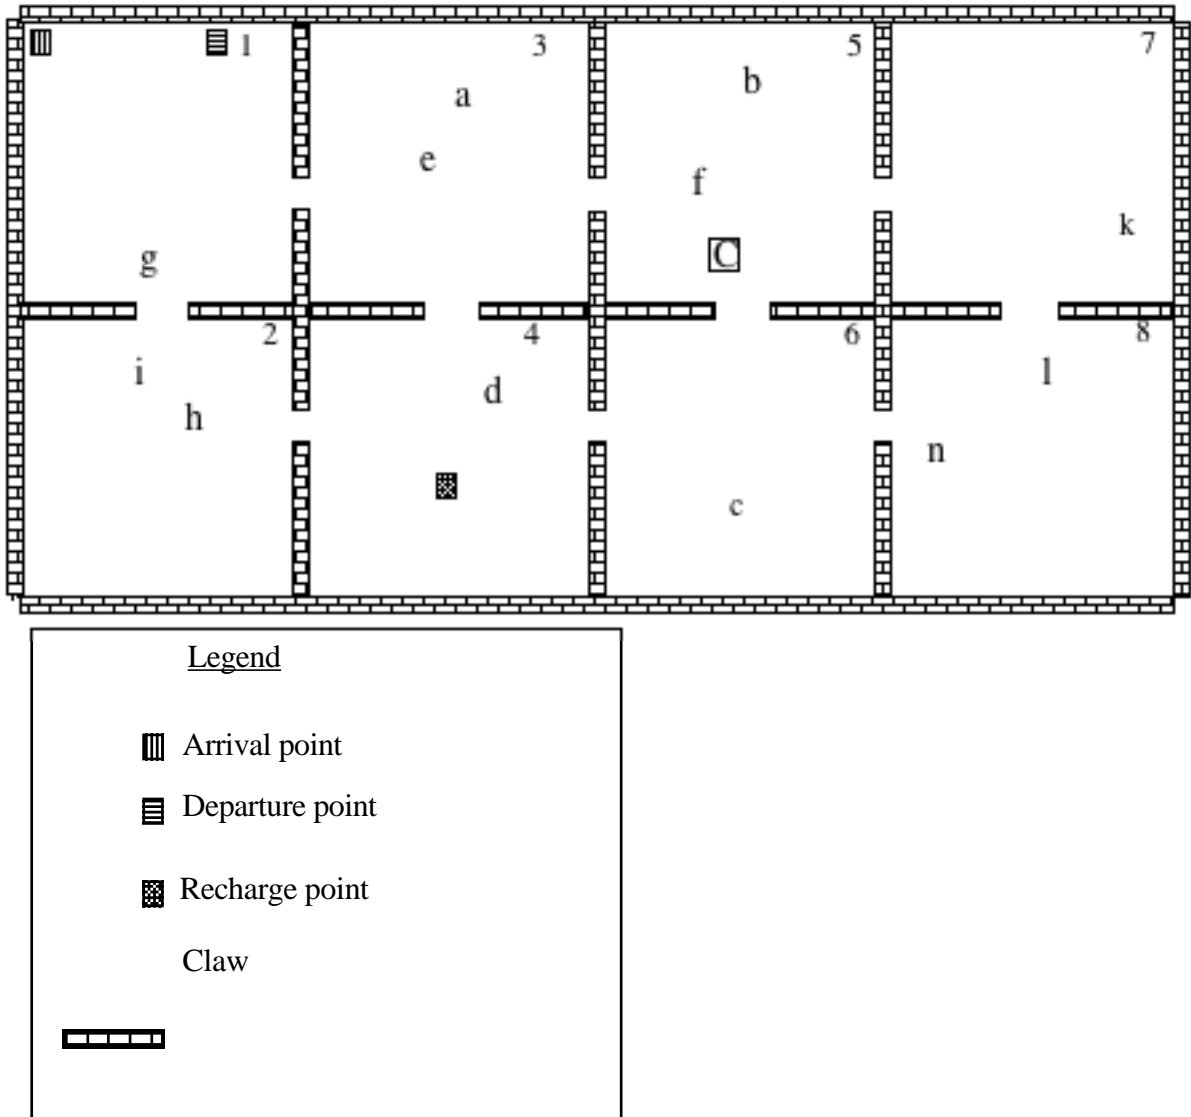 1 3 5 7
a b
e f
g C k
2 4 6 8
i d l
h n
c
Legend
Arrival point
Departure point
Recharge point
Claw